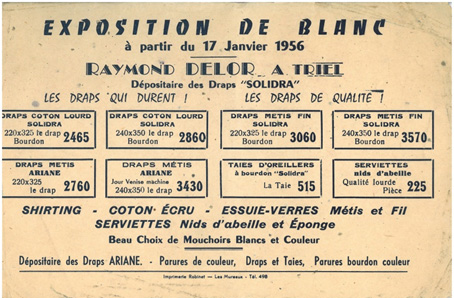 EXPOSITION DE BLANC
à partir du 17 Janvier 1956
RAYMOND DELOR A TRIEL
Dépositaire des Draps "SOLIDRA"
LES DRAPS QUI DURENT ! LES DRAPS DE QUALITÉ !
DRAPS COTON LOURD
SOLIDRA
220x325 le drap
Bourdon 2465
DRAPS COTON LOURD
SOLIDRA
240x350 le drap
Bourdon 2860
DRAPS METIS FIN
SOLIDRA
220x325 le drap
Bourdon 3060
DRAPS METIS FIN
SOLIDRA
240x350 le drap
Bourdon 3570
DRAPS METIS
ARIANE
220x325
le drap 2760
DRAPS MÉTIS
ARIANE
Jour Venise machine
240x350 le drap 3430
TAIES D'OREILLERS
à bourdon "Solidra"
La Taie 515
SERVIETTES
nids d'abeille
Qualité lourde
Pièce 225
SHIRTING - COTON ÉCRU - ESSUIE-VERRES Métis et Fil
SERVIETTES Nids d'abeille et Éponge
Beau Choix de Mouchoirs Blancs et Couleur
Dépositaire des Draps ARIANE. - Parures de couleur, Draps et Taies, Parures bourdon couleur
Imprimerie Robinet - Les Mureaux - Tél. 498